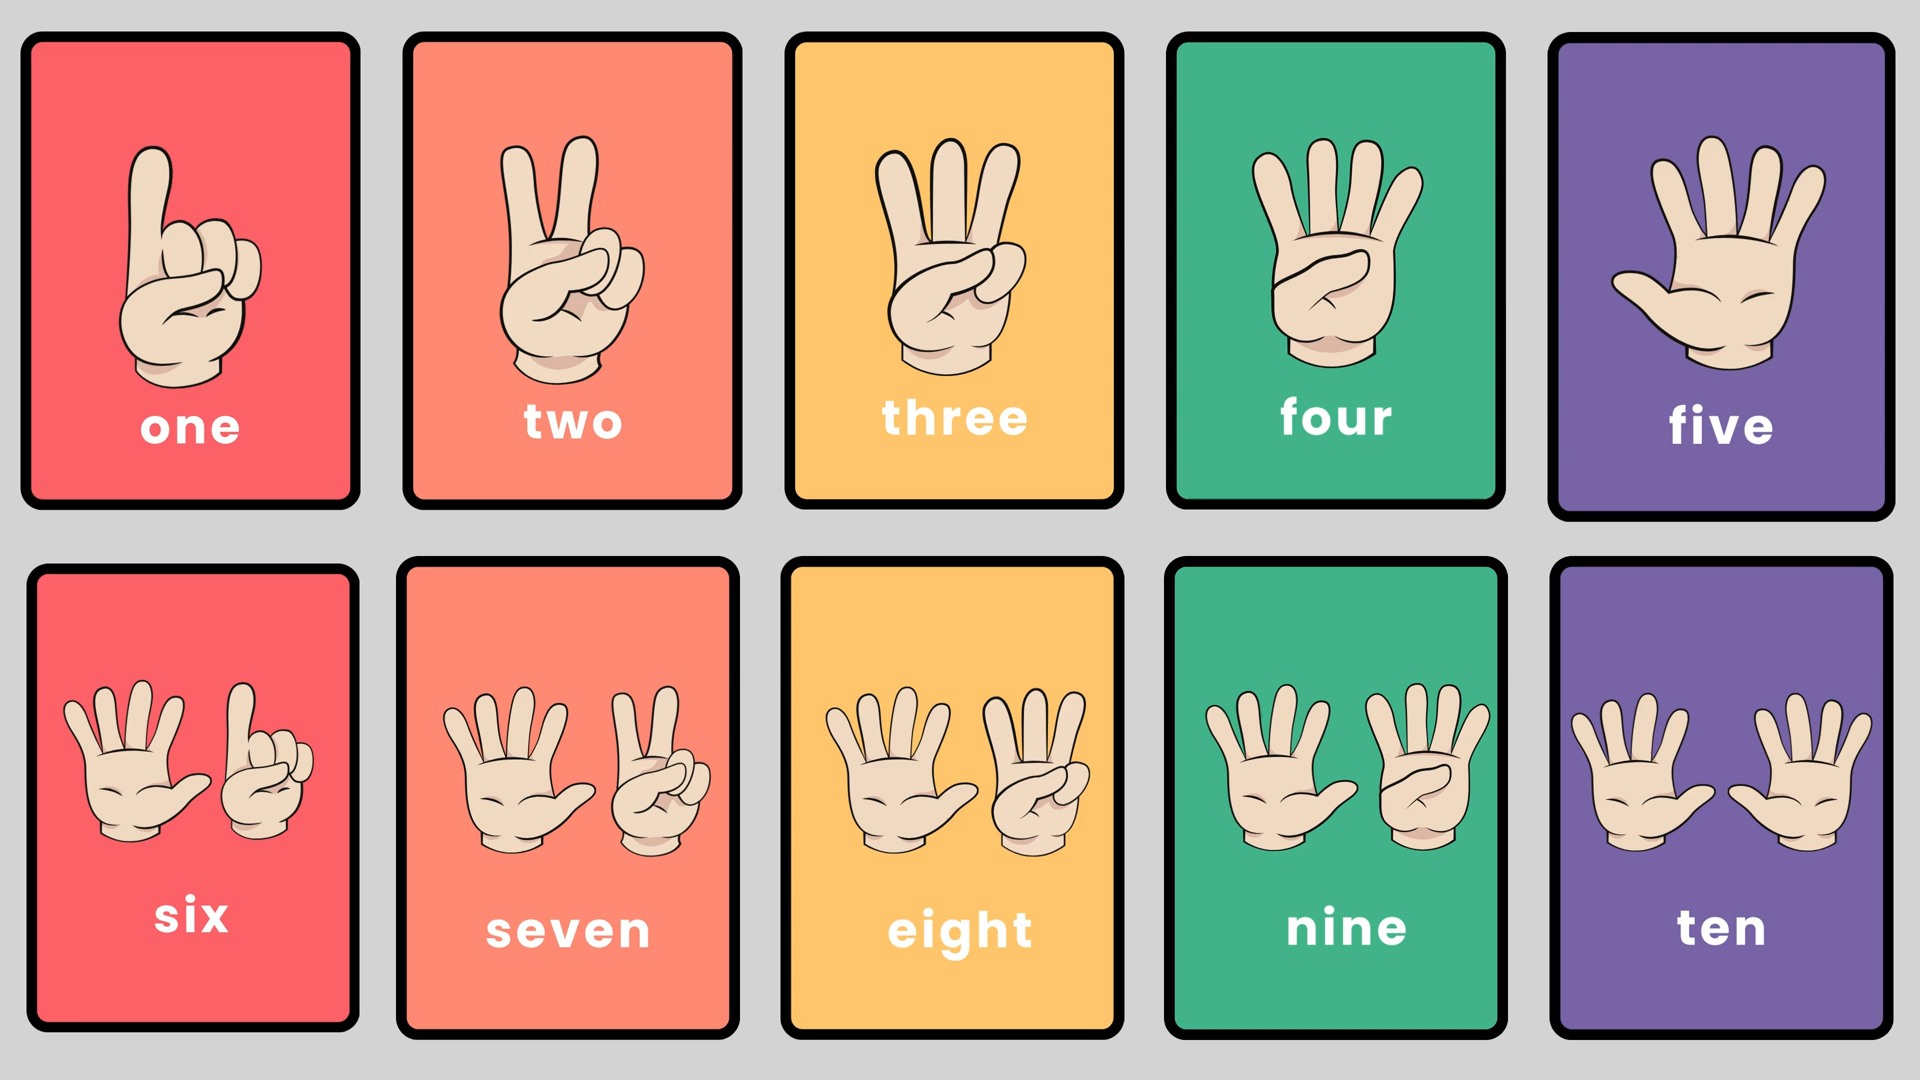 one
two
three
four
five
six
seven
eight
nine
ten